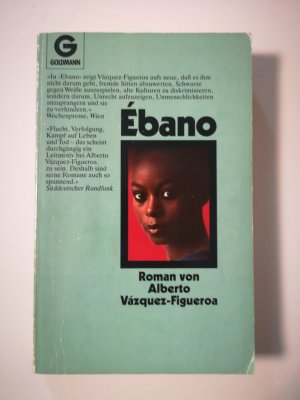 G
GOLDMANN
»In ›Ebano‹ zeigt Vázquez-Figueroa aufs neue, daß es ihm
nicht darum geht, fremde Sitten abzuwerten, Schwarze
gegen Weiße auszuspielen, alte Kulturen zu diskriminieren,
sondern darum, Unrecht aufzuzeigen, Unmenschlichkeiten
anzuprangern und sie
zu verhindern.«
Wochenpresse, Wien
»Flucht, Verfolgung,
Kampf auf Leben
und Tod – das scheint
durchgängig ein
Leitmotiv bei Alberto
Vázquez-Figueroa
zu sein. Deshalb sind
seine Romane auch so
spannend.«
Süddeutscher Rundfunk
Ébano
Roman von
Alberto
Vázquez-Figueroa